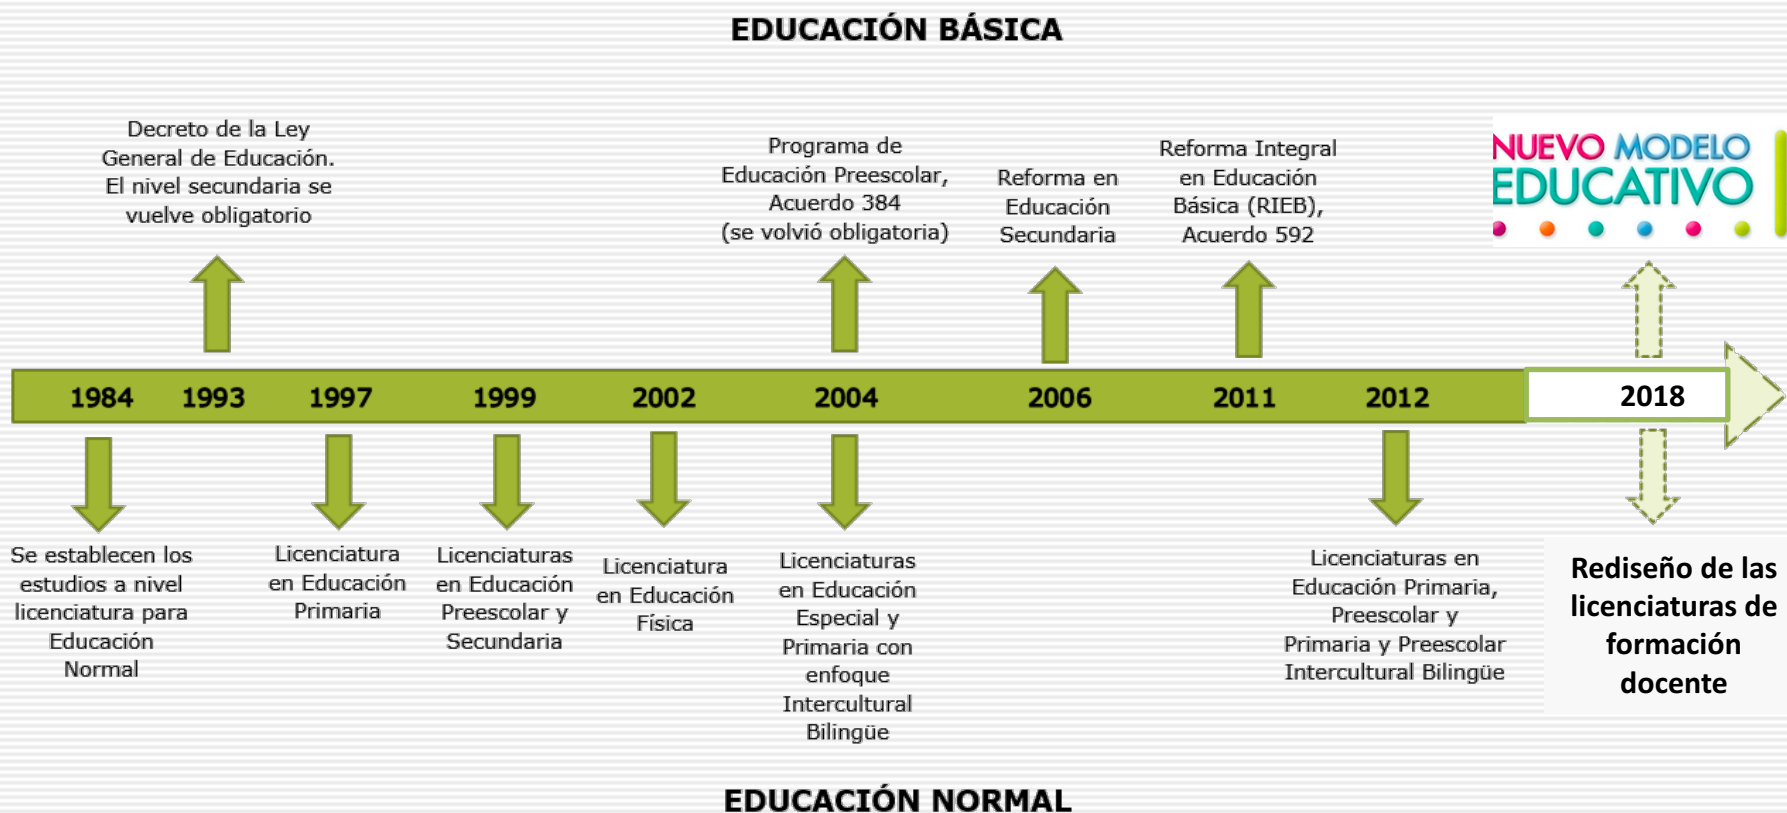 EDUCACIÓN BÁSICA
Decreto de la Ley
General de Educación.
El nivel secundaria se
vuelve obligatorio
Programa de
Educación Preescolar,
Acuerdo 384
(se volvió obligatoria)
Reforma en
Educación
Secundaria
Reforma Integral
en Educación
Básica (RIEB),
Acuerdo 592
NUEVO MODELO
EDUCATIVO
1984 1993 1997 1999 2002 2004 2006 2011 2012 2018
Se establecen los
estudios a nivel
licenciatura para
Educación
Normal
Licenciatura
en Educación
Primaria
Licenciaturas
en Educación
Preescolar y
Secundaria
Licenciatura
en Educación
Física
Licenciaturas
en Educación
Especial y
Primaria con
enfoque
Intercultural
Bilingüe
Licenciaturas en
Educación Primaria,
Preescolar y
Primaria y Preescolar
Intercultural Bilingüe
Rediseño de las
licenciaturas de
formación
docente
EDUCACIÓN NORMAL